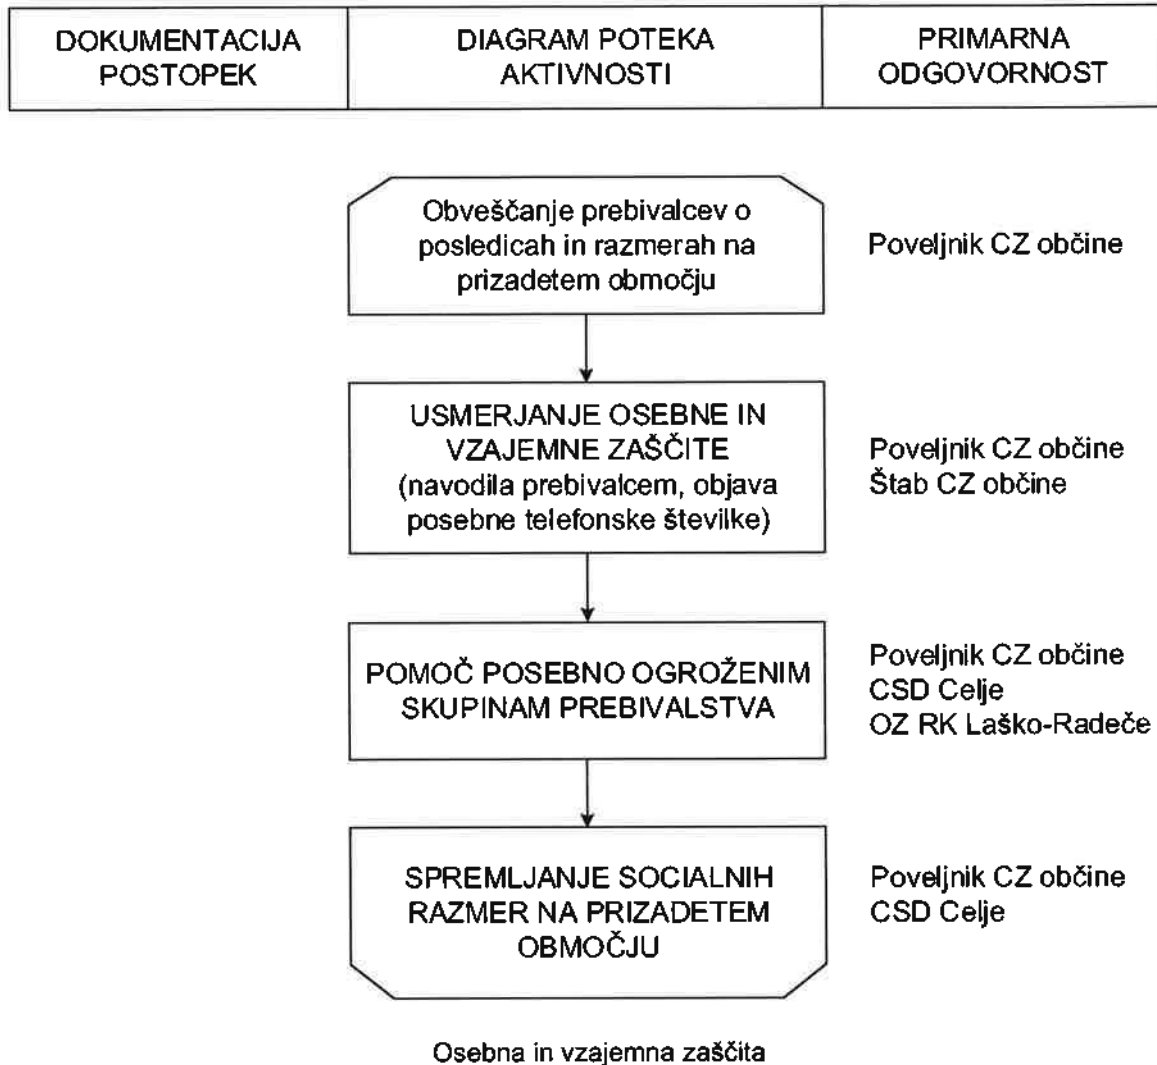 DOKUMENTACIJA
POSTOPEK
DIAGRAM POTEKA
AKTIVNOSTI
PRIMARNA
ODGOVORNOST
Obveščanje prebivalcev o
posledicah in razmerah na
prizadetem območju
Poveljnik CZ občine
USMERJANJE OSEBNE IN
VZAJEMNE ZAŠČITE
(navodila prebivalcem, objava
posebne telefonske številke)
Poveljnik CZ občine
Štab CZ občine
POMOČ POSEBNO OGROŽENIM
SKUPINAM PREBIVALSTVA
Poveljnik CZ občine
CSD Celje
OZ RK Laško-Radeče
SPREMLJANJE SOCIALNIH
RAZMER NA PRIZADETEM
OBMOČJU
Poveljnik CZ občine
CSD Celje
Osebna in vzajemna zaščita